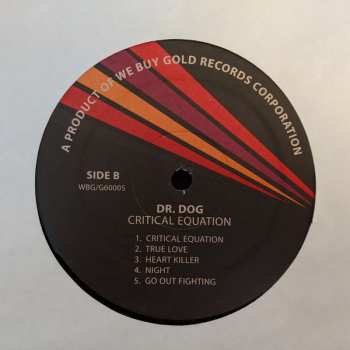 A PRODUCT OF WE BUY GOLD RECORDS CORPORATION
SIDE B
WBG/G60005
DR. DOG
CRITICAL EQUATION
1. CRITICAL EQUATION
2. TRUE LOVE
3. HEART KILLER
4. NIGHT
5. GO OUT FIGHTING